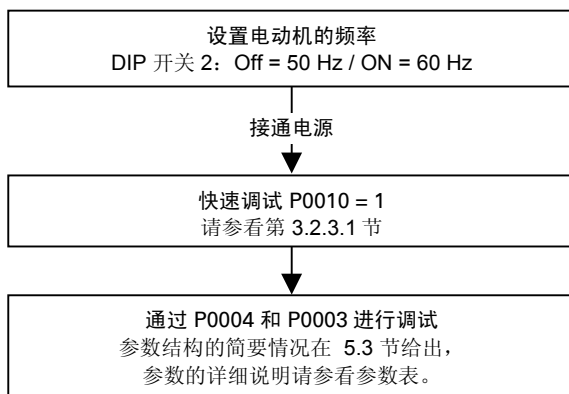 设置电动机的频率
DIP 开关 2：Off = 50 Hz / ON = 60 Hz
接通电源
快速调试 P0010 = 1
请参看第 3.2.3.1 节
通过 P0004 和 P0003 进行调试
参数结构的简要情况在 5.3 节给出，
参数的详细说明请参看参数表。